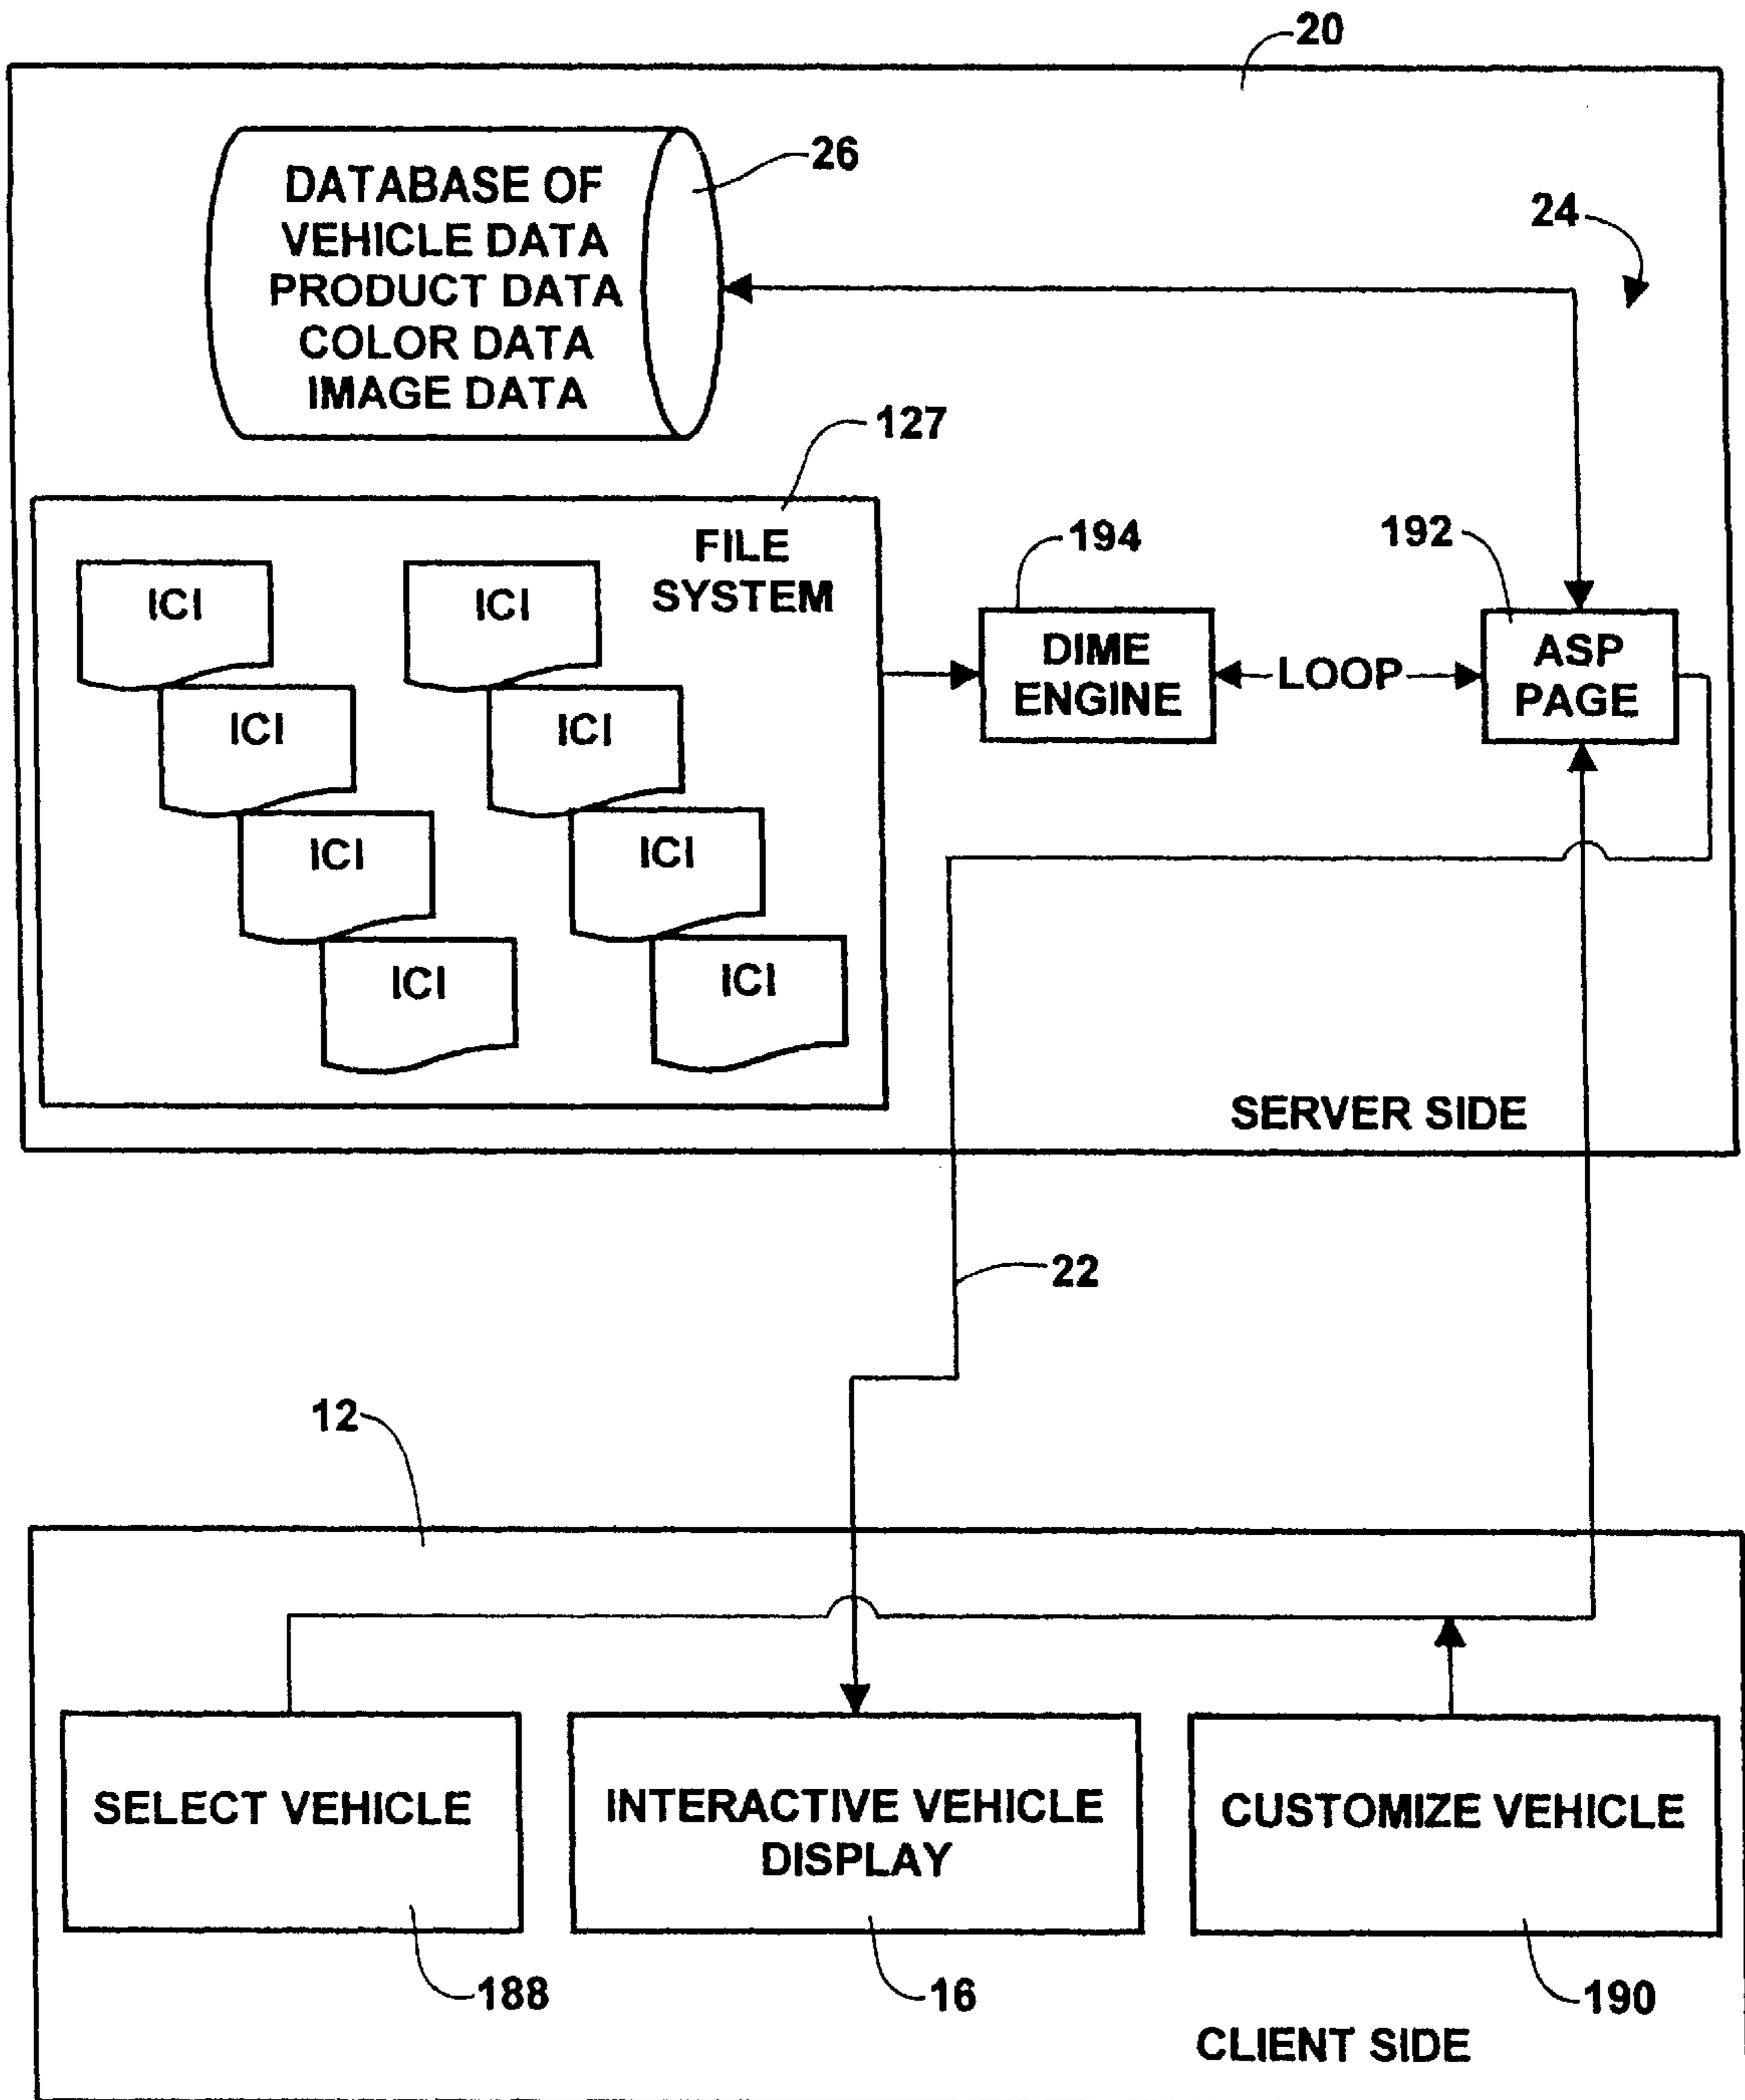 20
26
DATABASE OF
VEHICLE DATA
PRODUCT DATA
COLOR DATA
IMAGE DATA
24
127
FILE
SYSTEM
ICI
ICI
ICI
ICI
ICI
ICI
ICI
ICI
194
DIME
ENGINE
LOOP
192
ASP
PAGE
SERVER SIDE
22
12
SELECT VEHICLE
INTERACTIVE VEHICLE
DISPLAY
CUSTOMIZE VEHICLE
188
16
190
CLIENT SIDE